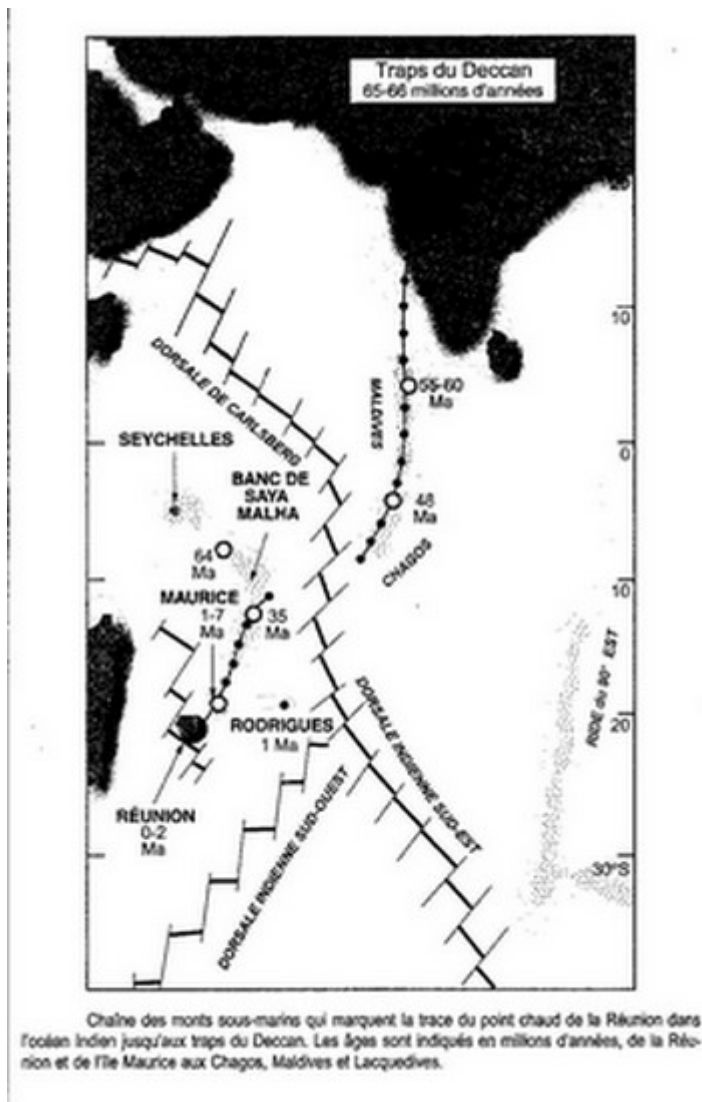 Traps du Deccan
65-66 millions d'années
20
10
DORSALE DE CARLSBERG
MALDIVES
55-60
Ma
SEYCHELLES
0
BANC DE
SAYA
MALHA
48
Ma
CHAGOS
64
Ma
10
MAURICE
1-7
Ma
35
Ma
RIDE du 90° EST
DORSALE INDIENNE SUD-EST
RODRIGUES
1 Ma
20
DORSALE INDIENNE SUD-OUEST
RÉUNION
0-2
Ma
30°S
Chaîne des monts sous-marins qui marquent la trace du point chaud de la Réunion dans
l'océan Indien jusqu'aux traps du Deccan. Les âges sont indiqués en millions d'années, de la Réu-
nion et de l'île Maurice aux Chagos, Maldives et Lacquedives.